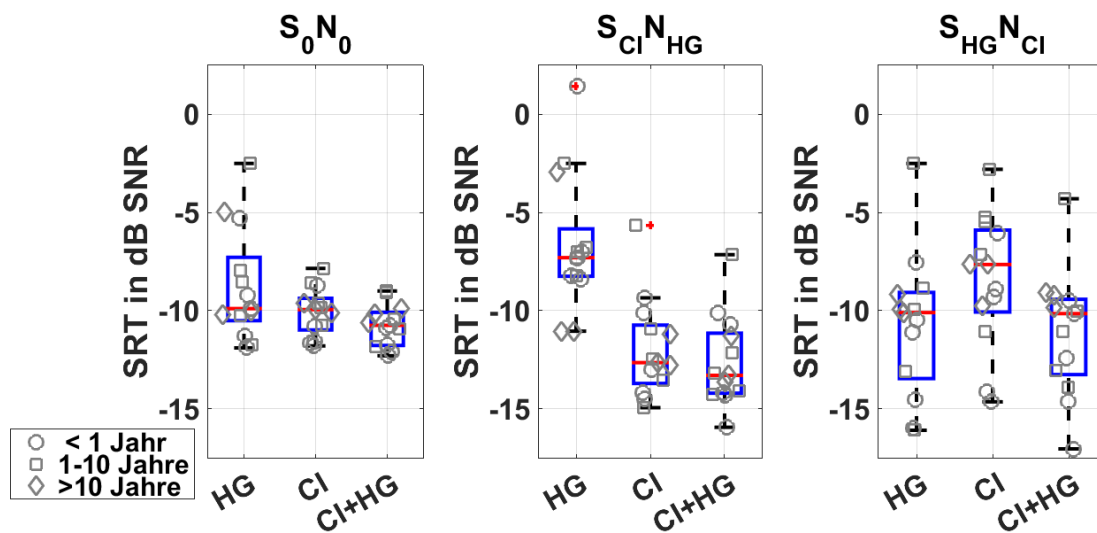 S0N0
SCINHG
SHGNCI
SRT in dB SNR
0
-5
-10
-15
HG
CI
CI+HG
SRT in dB SNR
0
-5
-10
-15
HG
CI
CI+HG
SRT in dB SNR
0
-5
-10
-15
HG
CI
CI+HG
< 1 Jahr
1-10 Jahre
>10 Jahre